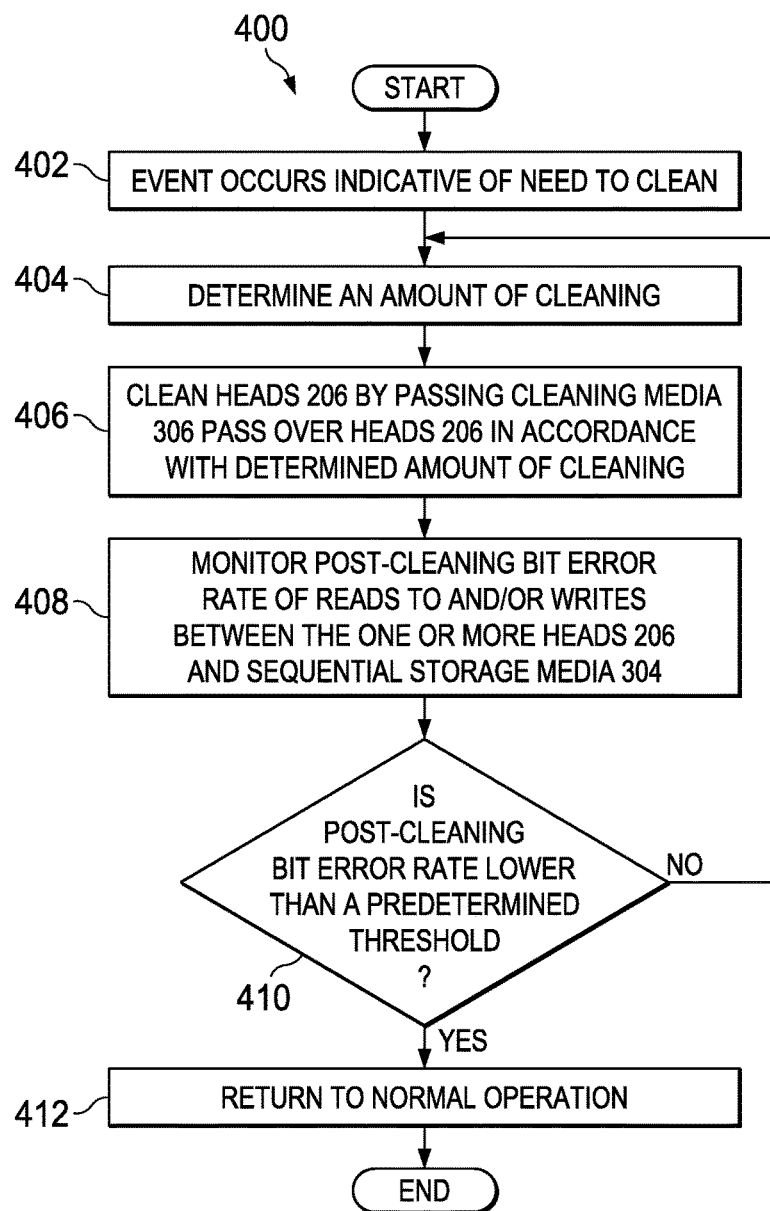 400
START
402
EVENT OCCURS INDICATIVE OF NEED TO CLEAN
404
DETERMINE AN AMOUNT OF CLEANING
406
CLEAN HEADS 206 BY PASSING CLEANING MEDIA
306 PASS OVER HEADS 206 IN ACCORDANCE
WITH DETERMINED AMOUNT OF CLEANING
408
MONITOR POST-CLEANING BIT ERROR
RATE OF READS TO AND/OR WRITES
BETWEEN THE ONE OR MORE HEADS 206
AND SEQUENTIAL STORAGE MEDIA 304
IS
POST-CLEANING
BIT ERROR RATE LOWER
THAN A PREDETERMINED
THRESHOLD
?
NO
410
YES
412
RETURN TO NORMAL OPERATION
END